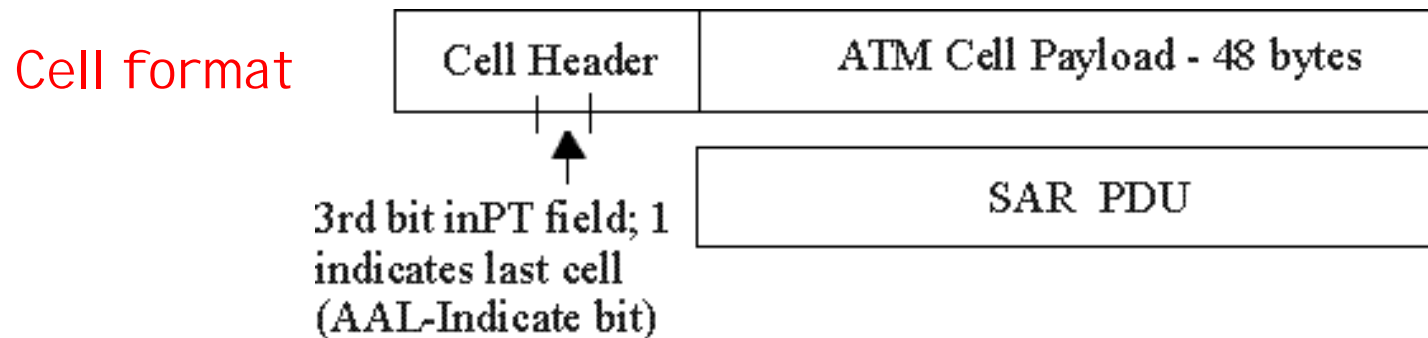 Cell format
Cell Header
ATM Cell Payload - 48 bytes
3rd bit inPT field; 1
indicates last cell
(AAL-Indicate bit)
SAR PDU